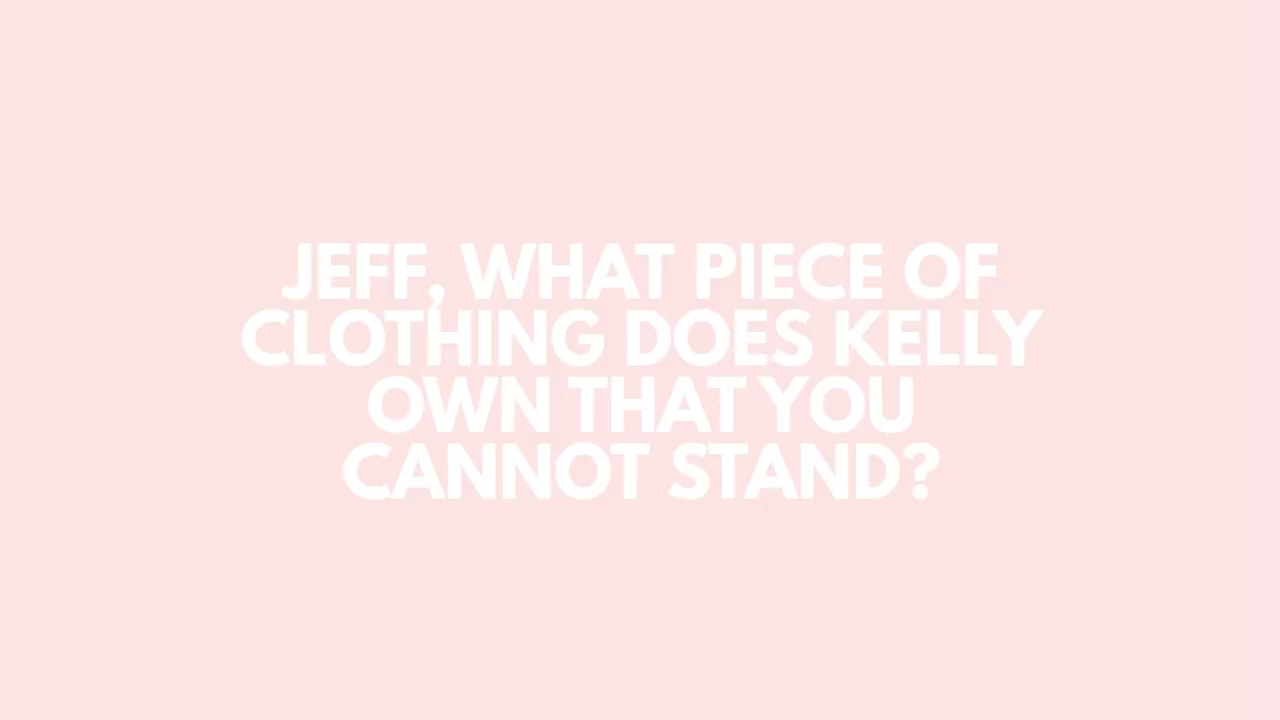 JEFF, WHAT PIECE OF
CLOTHING DOES KELLY
OWN THAT YOU
CANNOT STAND?